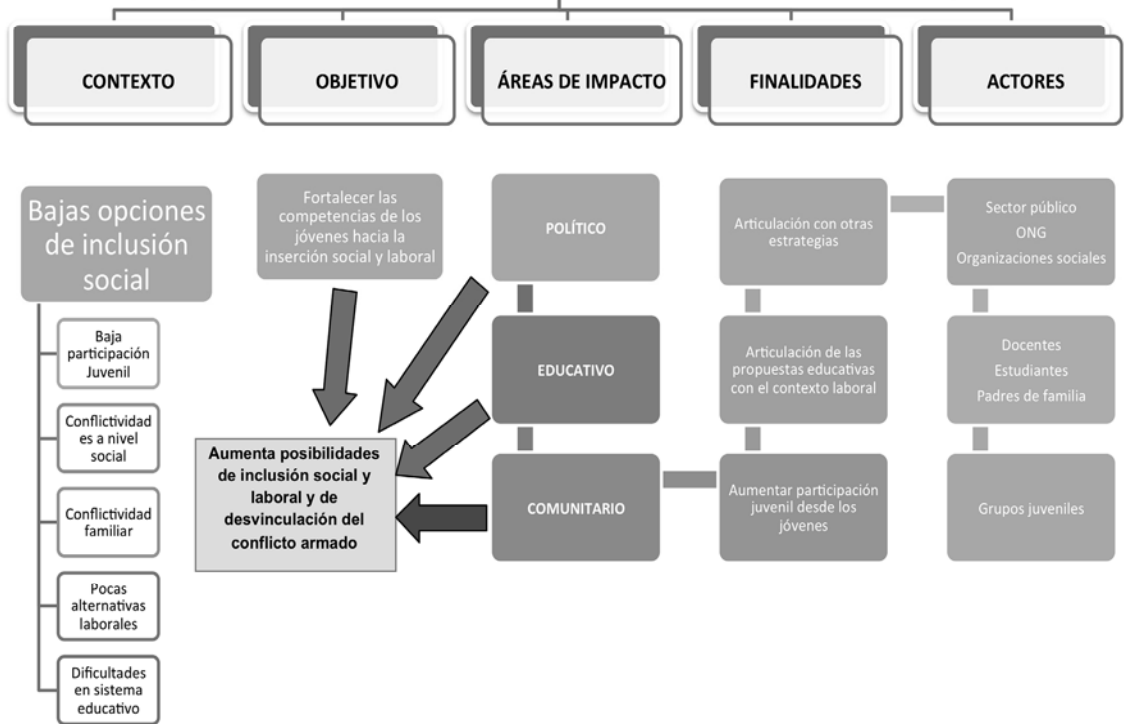 CONTEXTO
OBJETIVO
ÁREAS DE IMPACTO
FINALIDADES
ACTORES
Bajas opciones
de inclusión
social
Baja
participación
Juvenil
Conflictividad
es a nivel
social
Conflictividad
familiar
Pocas
alternativas
laborales
Dificultades
en sistema
educativo
Fortalecer las
competencias de los
jóvenes hacia la
inserción social y laboral
Aumenta posibilidades
de inclusión social y
laboral y de
desvinculación del
conflicto armado
POLÍTICO
EDUCATIVO
COMUNITARIO
Articulación con otras
estrategias
Articulación de las
propuestas educativas
con el contexto laboral
Aumentar participación
juvenil desde los
jóvenes
Sector público
ONG
Organizaciones sociales
Docentes
Estudiantes
Padres de familia
Grupos juveniles